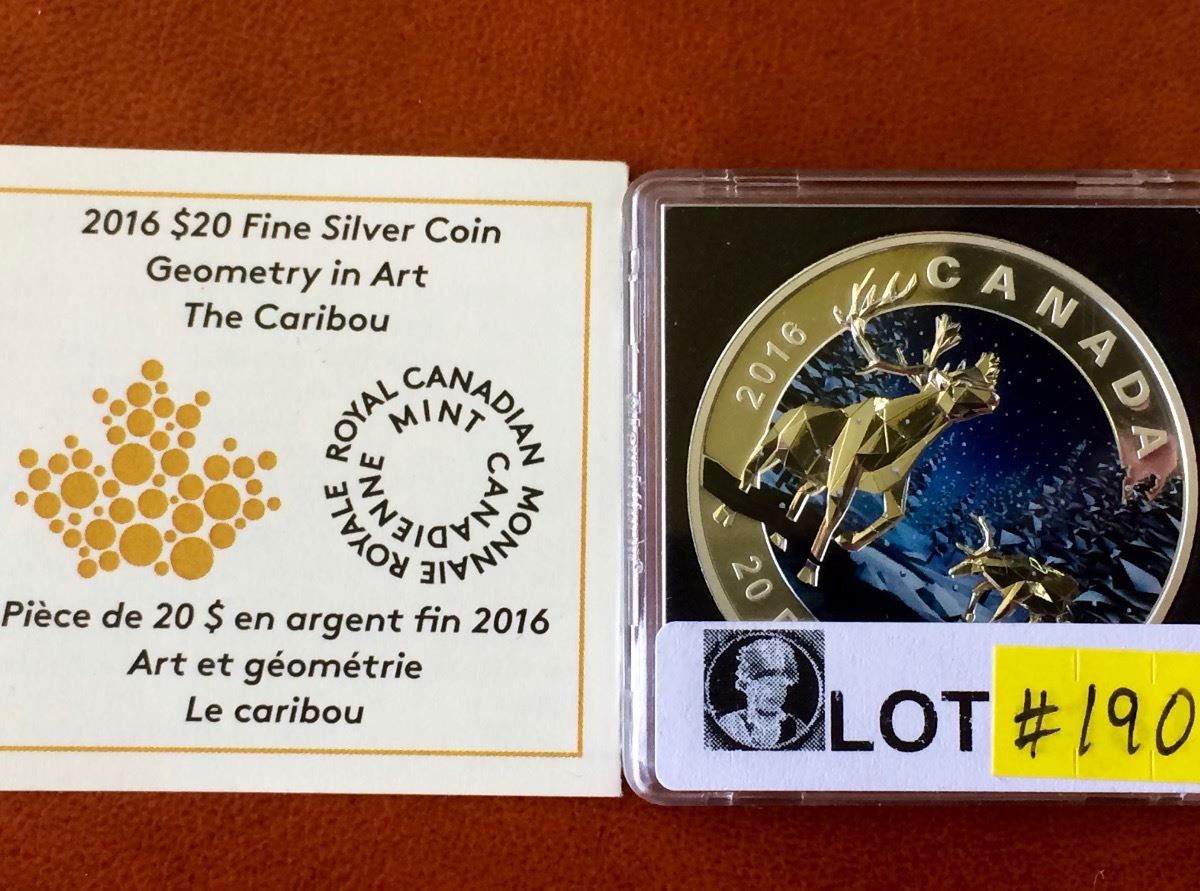 2016 $20 Fine Silver Coin
Geometry in Art
The Caribou
ROYAL CANADIAN MINT
MONNAIE ROYALE CANADIENNE
Pièce de 20 $ en argent fin 2016
Art et géométrie
Le caribou
CANADA
2016
20
LOT #190